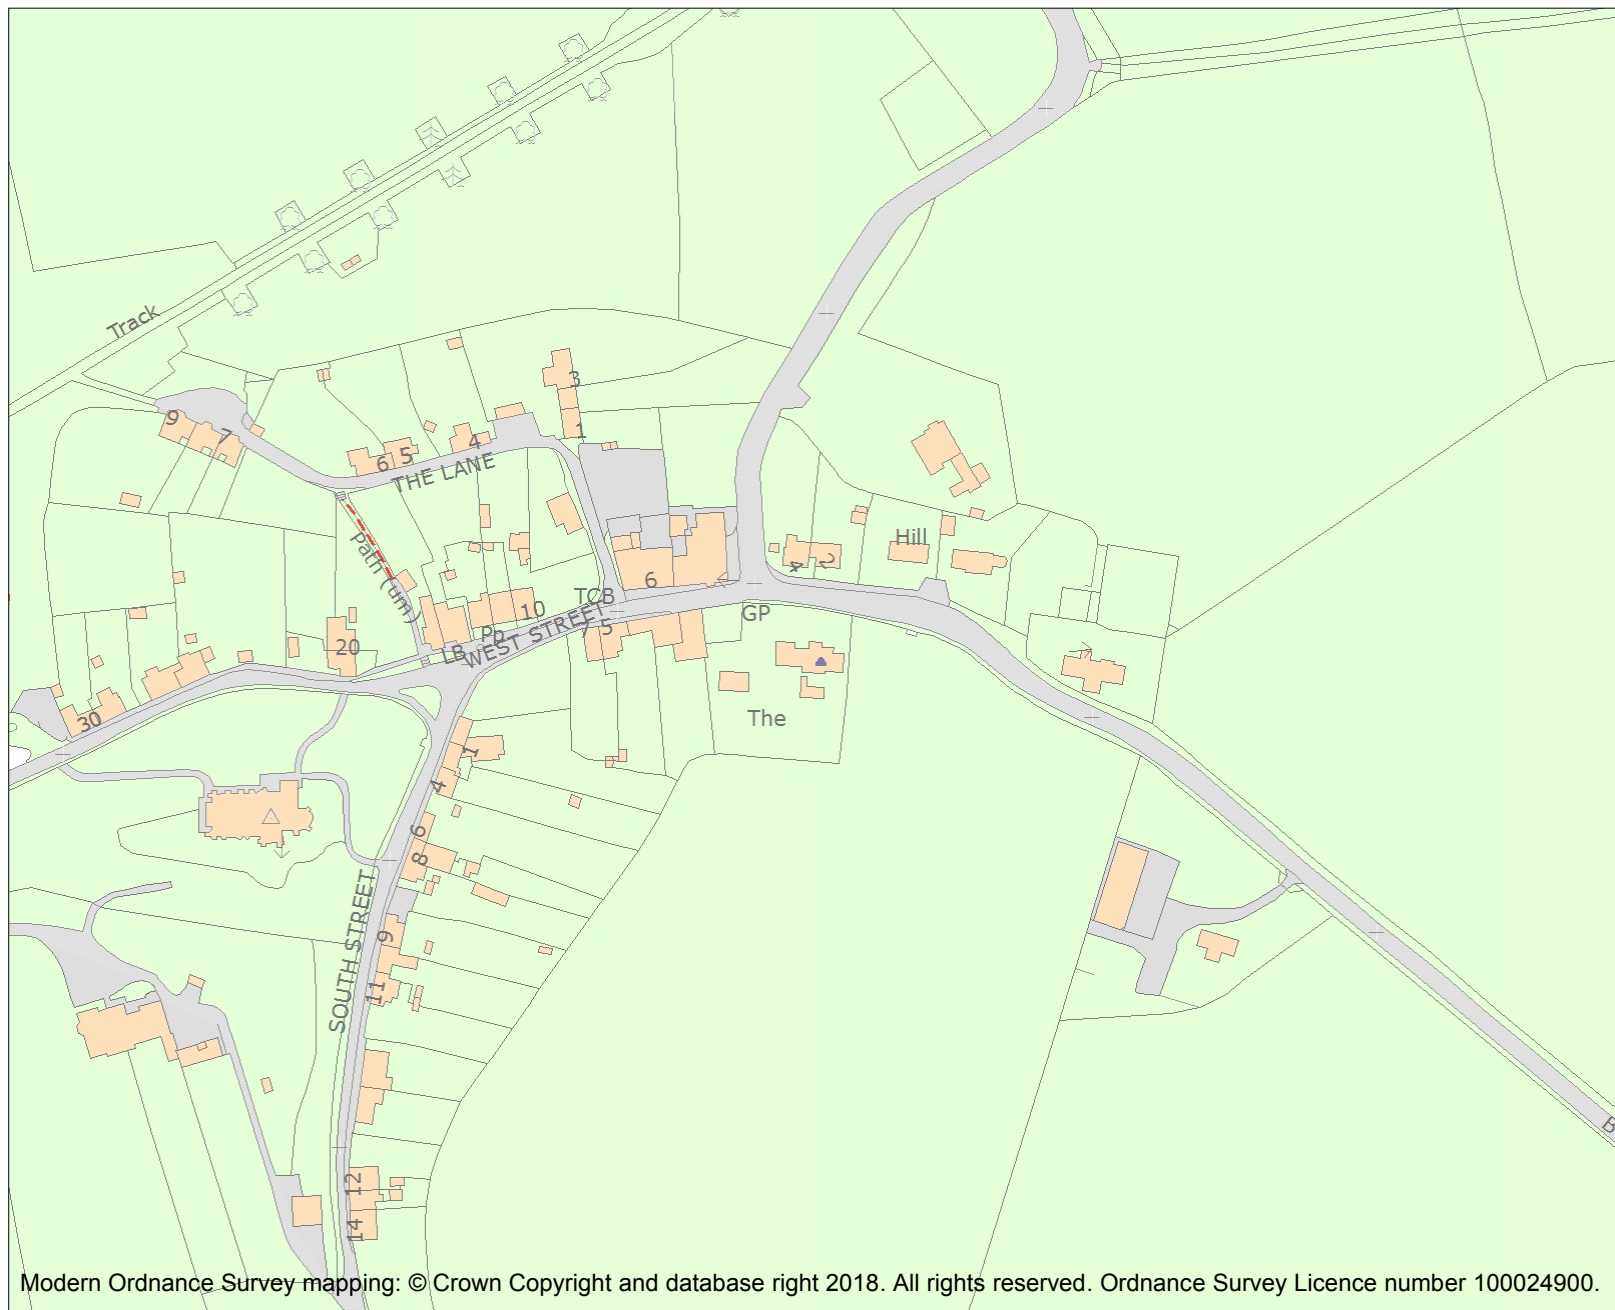 Track
9
7
3
1
4
5
6
THE LANE
Path (um)
Hill
4
2
6
TCB
10
GP
7
5
WEST STREET
Pp
LB
20
30
The
1
4
6
8
SOUTH STREET
9
11
12
14
B
Modern Ordnance Survey mapping: © Crown Copyright and database right 2018. All rights reserved. Ordnance Survey Licence number 100024900.